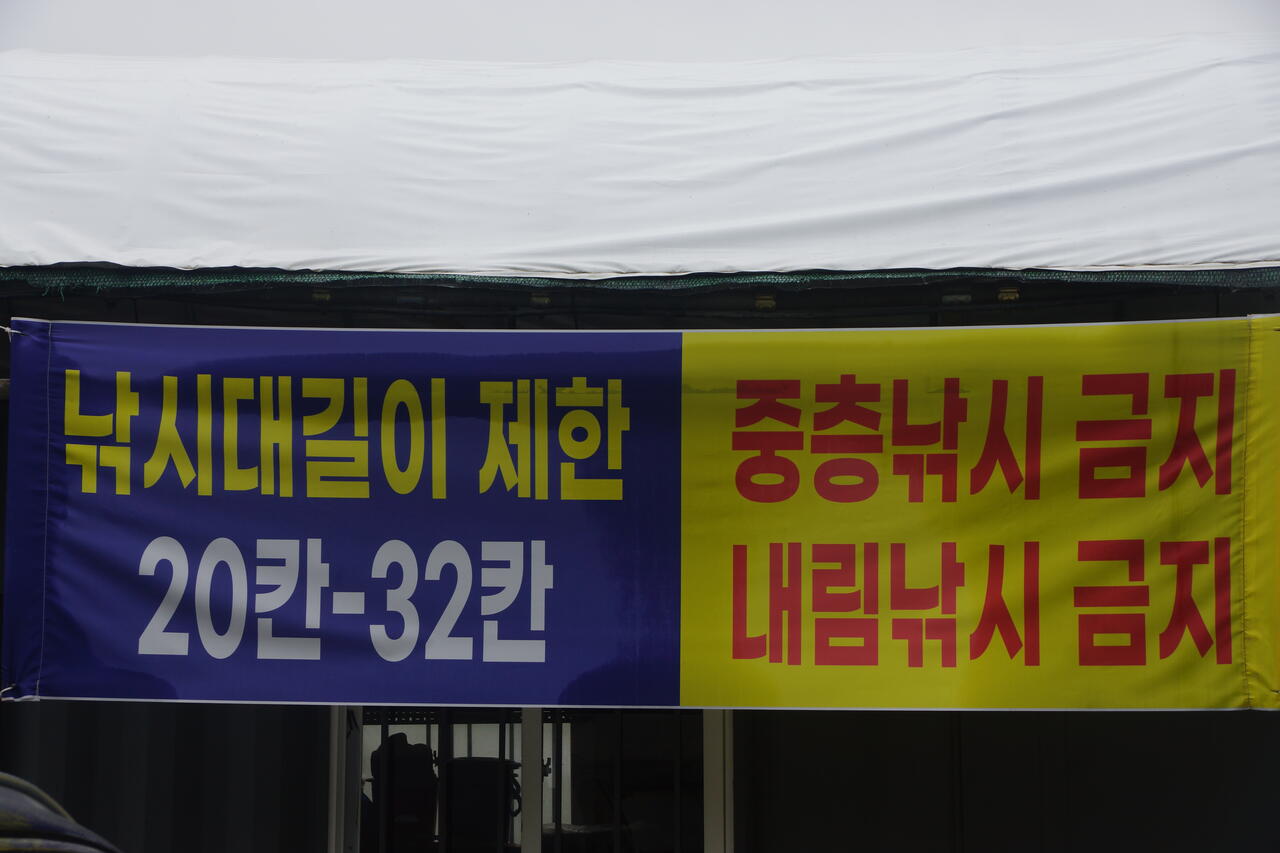 낚시대길이 제한
20칸-32칸
중층낚시 금지
내림낚시 금지